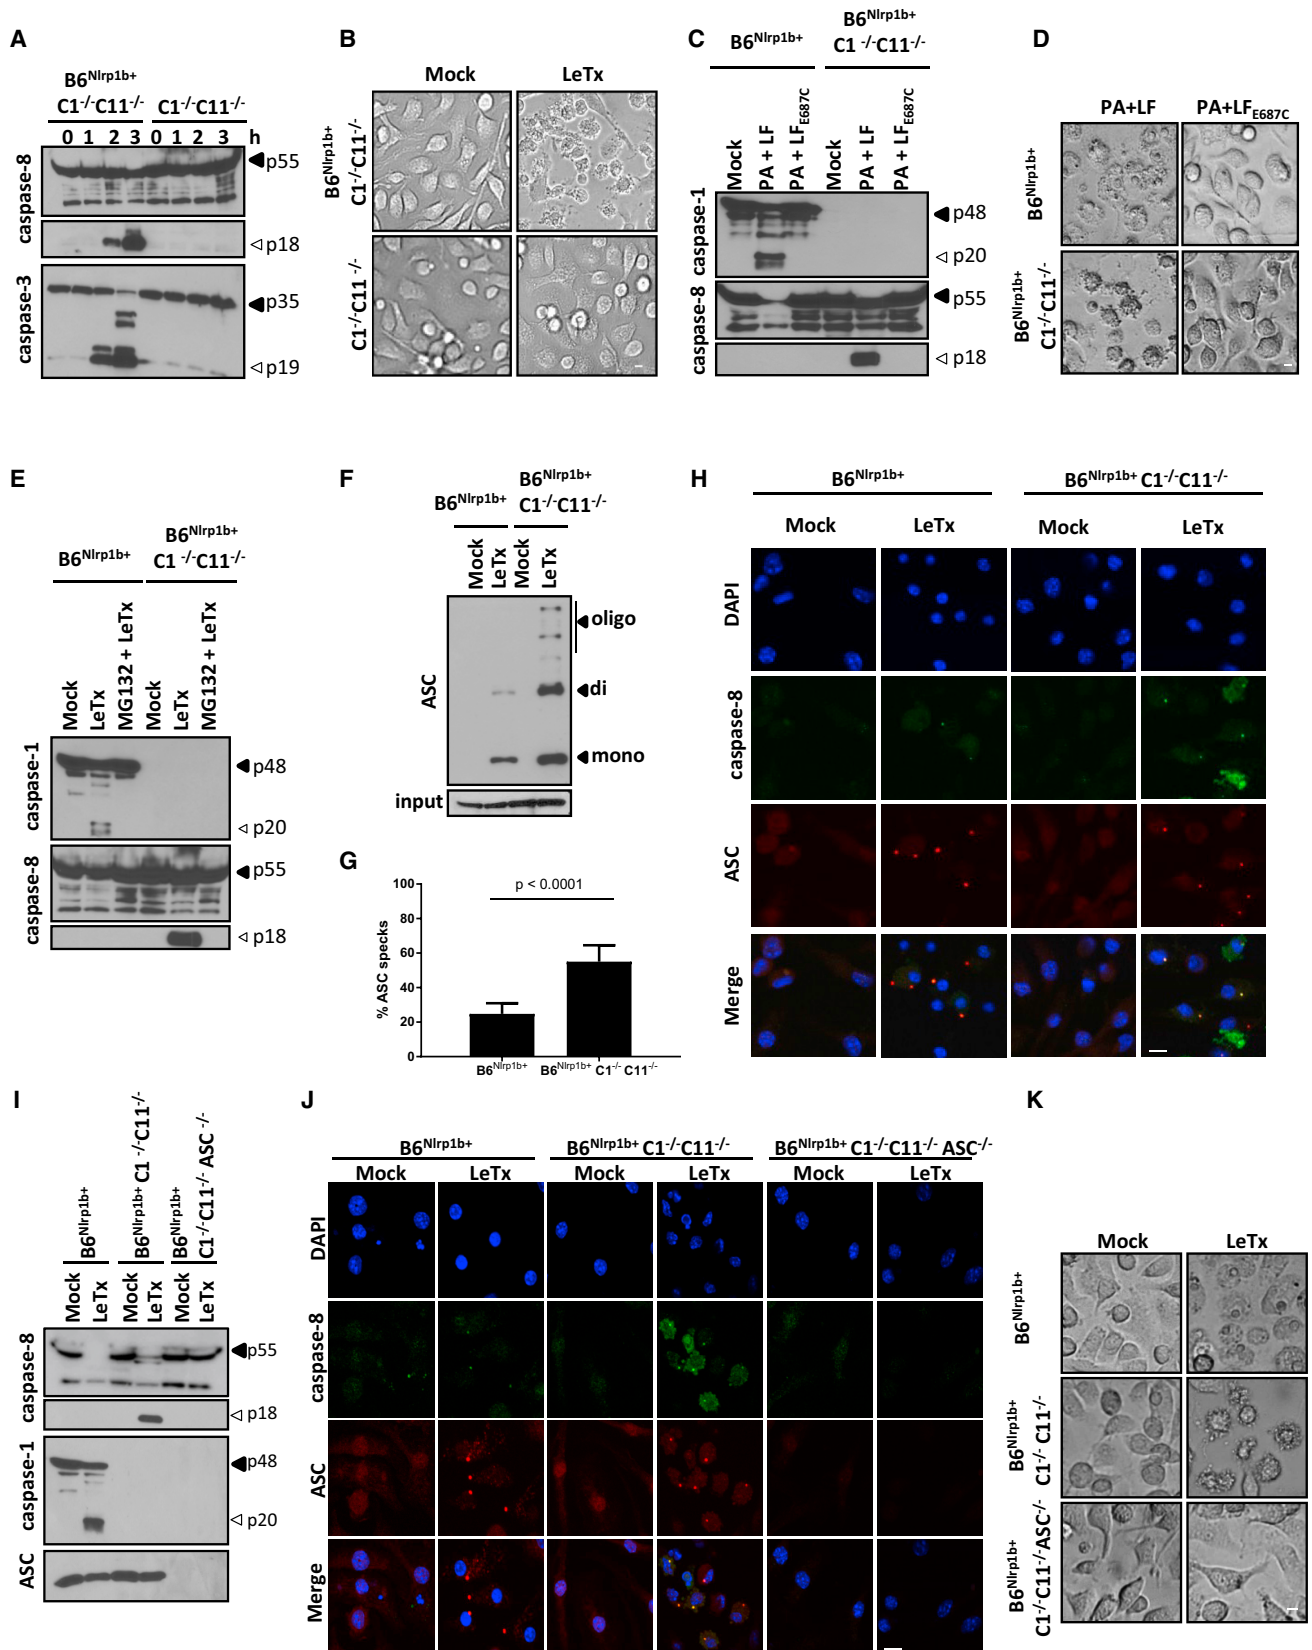 A
B6Nlrp1b+
C1-/-C11-/- C1-/-C11-/-
0 1 2 3 0 1 2 3 h
caspase-8
p55
p18
caspase-3
p35
p19
B
Mock LeTx
B6Nlrp1b+
C1-/-C11-/-
C1-/-C11 -/-
C
B6Nlrp1b+
B6Nlrp1b+
C1 -/-C11-/-
Mock
PA + LF
PA + LFE687C
Mock
PA + LF
PA + LFE687C
caspase-1
p48
p20
caspase-8
p55
p18
D
PA+LF PA+LFE687C
B6Nlrp1b+
B6Nlrp1b+
C1-/-C11-/-
E
B6Nlrp1b+
B6Nlrp1b+
C1 -/-C11-/-
Mock
LeTx
MG132 + LeTx
Mock
LeTx
MG132 + LeTx
caspase-1
p48
p20
caspase-8
p55
p18
F
B6Nlrp1b+
B6Nlrp1b+
C1-/-C11-/-
Mock
LeTx
Mock
LeTx
ASC
oligo
di
mono
input
G
p < 0.0001
% ASC specks
100
80
60
40
20
0
B6Nlrp1b+ B6Nlrp1b+ C1-/- C11-/-
H
B6Nlrp1b+ B6Nlrp1b+ C1-/-C11-/-
Mock LeTx Mock LeTx
DAPI
caspase-8
ASC
Merge
I
B6Nlrp1b+
B6Nlrp1b+ C1 -/-C11-/-
B6Nlrp1b+
C1-/-C11-/- ASC -/-
Mock
LeTx
Mock
LeTx
Mock
LeTx
caspase-8
p55
p18
caspase-1
p48
p20
ASC
J
B6Nlrp1b+ B6Nlrp1b+ C1-/-C11-/- B6Nlrp1b+ C1-/-C11-/- ASC-/-
Mock LeTx Mock LeTx Mock LeTx
DAPI
caspase-8
ASC
Merge
K
Mock LeTx
B6Nlrp1b+
B6Nlrp1b+
C1-/- C11-/-
B6Nlrp1b+
C1-/-C11-/-ASC-/-